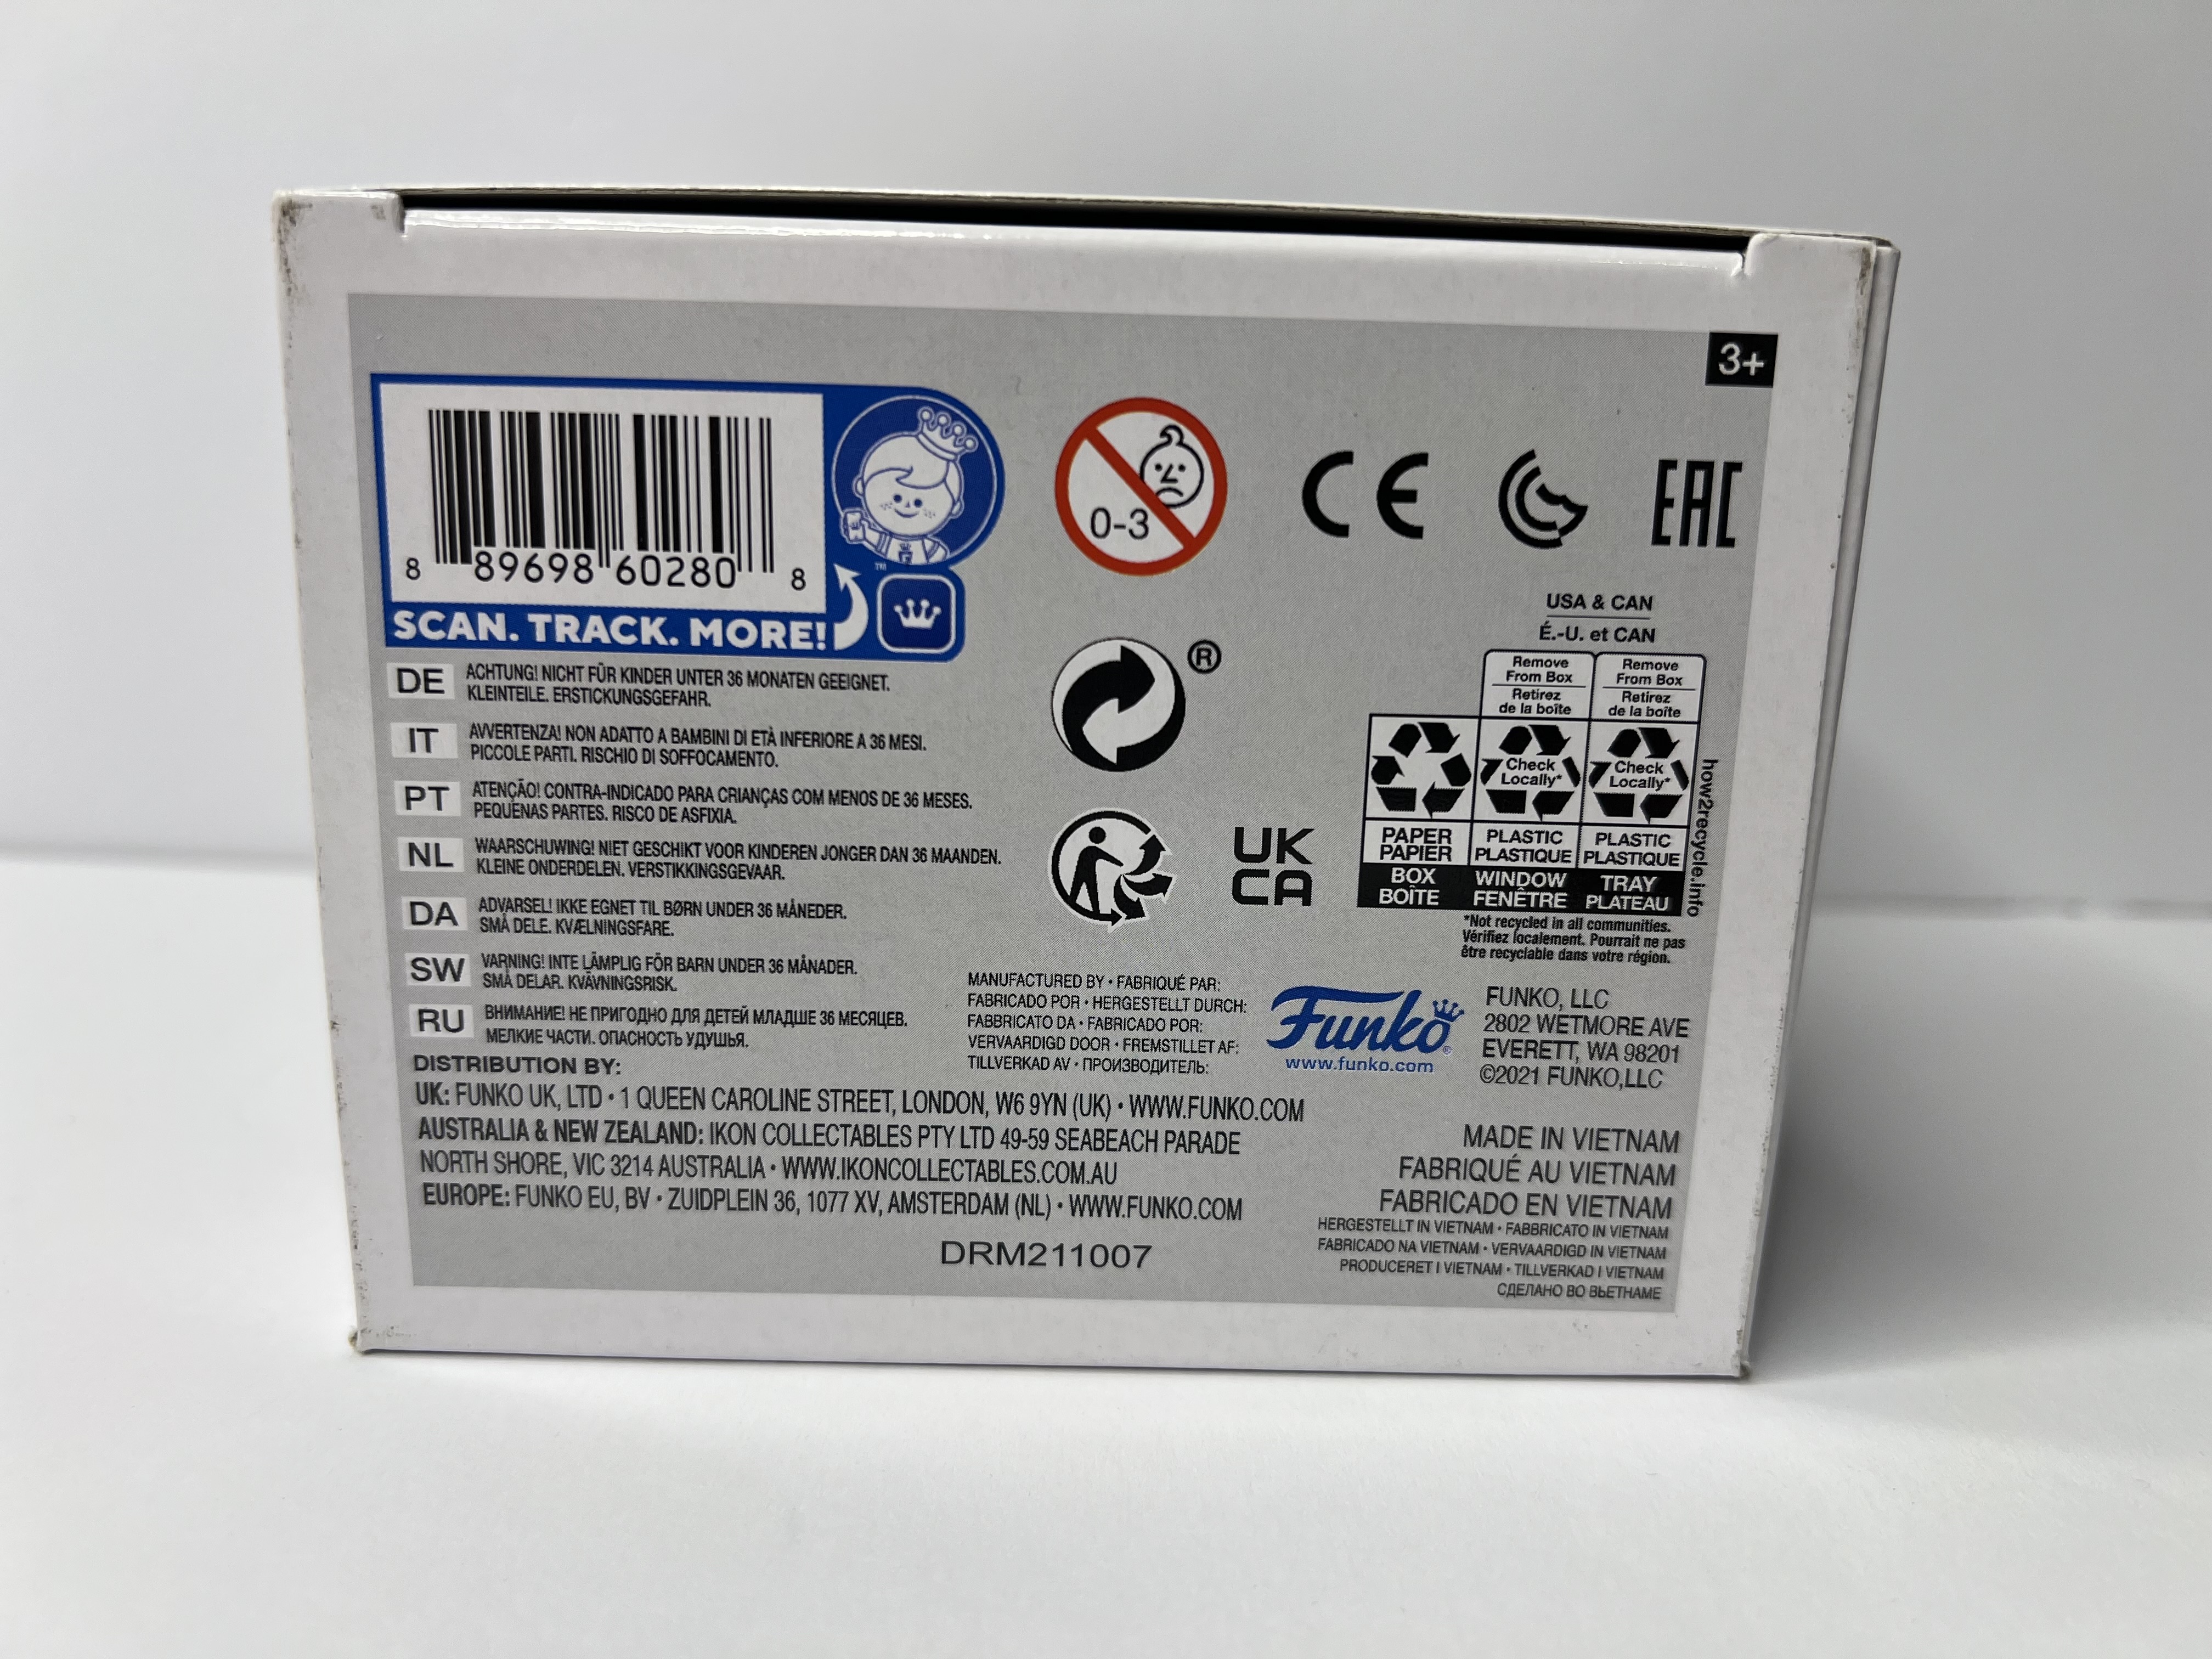 3+
8 89698 60280 8
™
SCAN. TRACK. MORE!
0-3
CE
EAC
USA & CAN
É.-U. et CAN
Remove
From Box
Retirez
de la boîte
Remove
From Box
Retirez
de la boîte
Check
Locally*
Check
Locally*
PAPER
PAPIER
PLASTIC
PLASTIQUE
PLASTIC
PLASTIQUE
BOX
BOÎTE
WINDOW
FENÊTRE
TRAY
PLATEAU
how2recycle.info
*Not recycled in all communities.
Vérifiez localement. Pourrait ne pas
être recyclable dans votre région.
®
UK
CA
DE ACHTUNG! NICHT FÜR KINDER UNTER 36 MONATEN GEEIGNET.
KLEINTEILE. ERSTICKUNGSGEFAHR.
IT AVVERTENZA! NON ADATTO A BAMBINI DI ETÀ INFERIORE A 36 MESI.
PICCOLE PARTI. RISCHIO DI SOFFOCAMENTO.
PT ATENÇÃO! CONTRA-INDICADO PARA CRIANÇAS COM MENOS DE 36 MESES.
PEQUENAS PARTES. RISCO DE ASFIXIA.
NL WAARSCHUWING! NIET GESCHIKT VOOR KINDEREN JONGER DAN 36 MAANDEN.
KLEINE ONDERDELEN. VERSTIKKINGSGEVAAR.
DA ADVARSEL! IKKE EGNET TIL BØRN UNDER 36 MÅNEDER.
SMÅ DELE. KVÆLNINGSFARE.
SW VARNING! INTE LÄMPLIG FÖR BARN UNDER 36 MÅNADER.
SMÅ DELAR. KVÄVNINGSRISK.
RU ВНИМАНИЕ! НЕ ПРИГОДНО ДЛЯ ДЕТЕЙ МЛАДШЕ 36 МЕСЯЦЕВ.
МЕЛКИЕ ЧАСТИ. ОПАСНОСТЬ УДУШЬЯ.
MANUFACTURED BY • FABRIQUÉ PAR:
FABRICADO POR • HERGESTELLT DURCH:
FABBRICATO DA • FABRICADO POR:
VERVAARDIGD DOOR • FREMSTILLET AF:
TILLVERKAD AV • ПРОИЗВОДИТЕЛЬ:
Funko®
www.funko.com
FUNKO, LLC
2802 WETMORE AVE
EVERETT, WA 98201
©2021 FUNKO,LLC
DISTRIBUTION BY:
UK: FUNKO UK, LTD • 1 QUEEN CAROLINE STREET, LONDON, W6 9YN (UK) • WWW.FUNKO.COM
AUSTRALIA & NEW ZEALAND: IKON COLLECTABLES PTY LTD 49-59 SEABEACH PARADE
NORTH SHORE, VIC 3214 AUSTRALIA • WWW.IKONCOLLECTABLES.COM.AU
EUROPE: FUNKO EU, BV • ZUIDPLEIN 36, 1077 XV, AMSTERDAM (NL) • WWW.FUNKO.COM
DRM211007
MADE IN VIETNAM
FABRIQUÉ AU VIETNAM
FABRICADO EN VIETNAM
HERGESTELLT IN VIETNAM • FABBRICATO IN VIETNAM
FABRICADO NA VIETNAM • VERVAARDIGD IN VIETNAM
PRODUCERET I VIETNAM • TILLVERKAD I VIETNAM
СДЕЛАНО ВО ВЬЕТНАМЕ